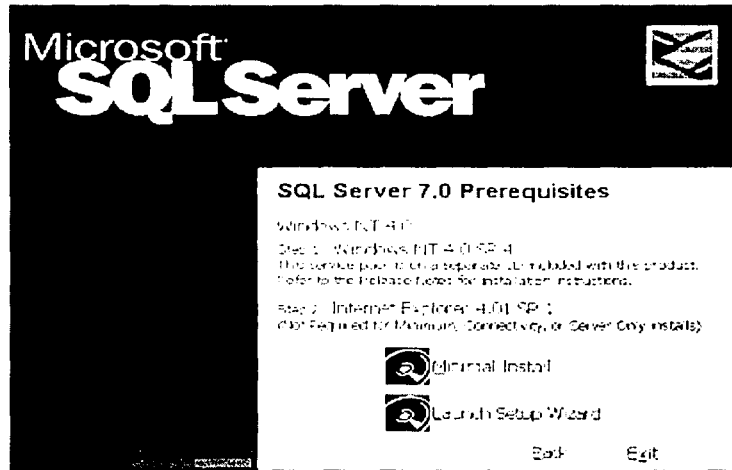 Microsoft
SQL Server
SQL Server 7.0 Prerequisites
Windows NT 4.0
Step 1: Windows NT 4.0 SP 4
This service pack is on a separate CD included with this product.
Refer to the Release Notes for installation instructions.
Step 2: Internet Explorer 4.01 SP 1
(Not Required for Minimum, Connectivity, or Server Only installs)
Minimal Install
Launch Setup Wizard
Back
Exit